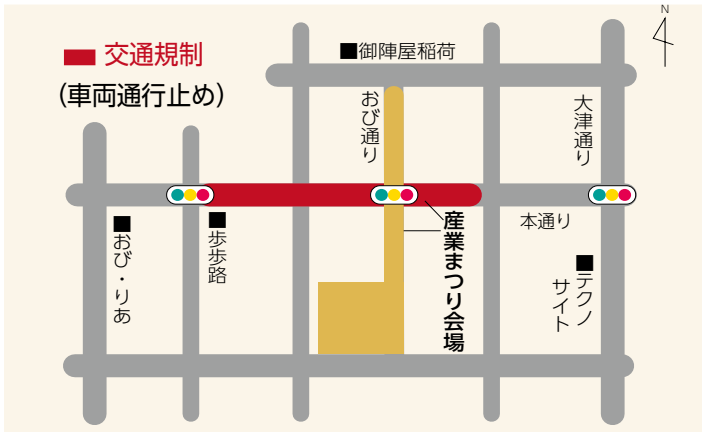 交通規制
(車両通行止め)
N
■御陣屋稲荷
おび通り
大津通り
■おび・りあ
■歩歩路
産業まつり会場
本通り
■テクノ
サイト